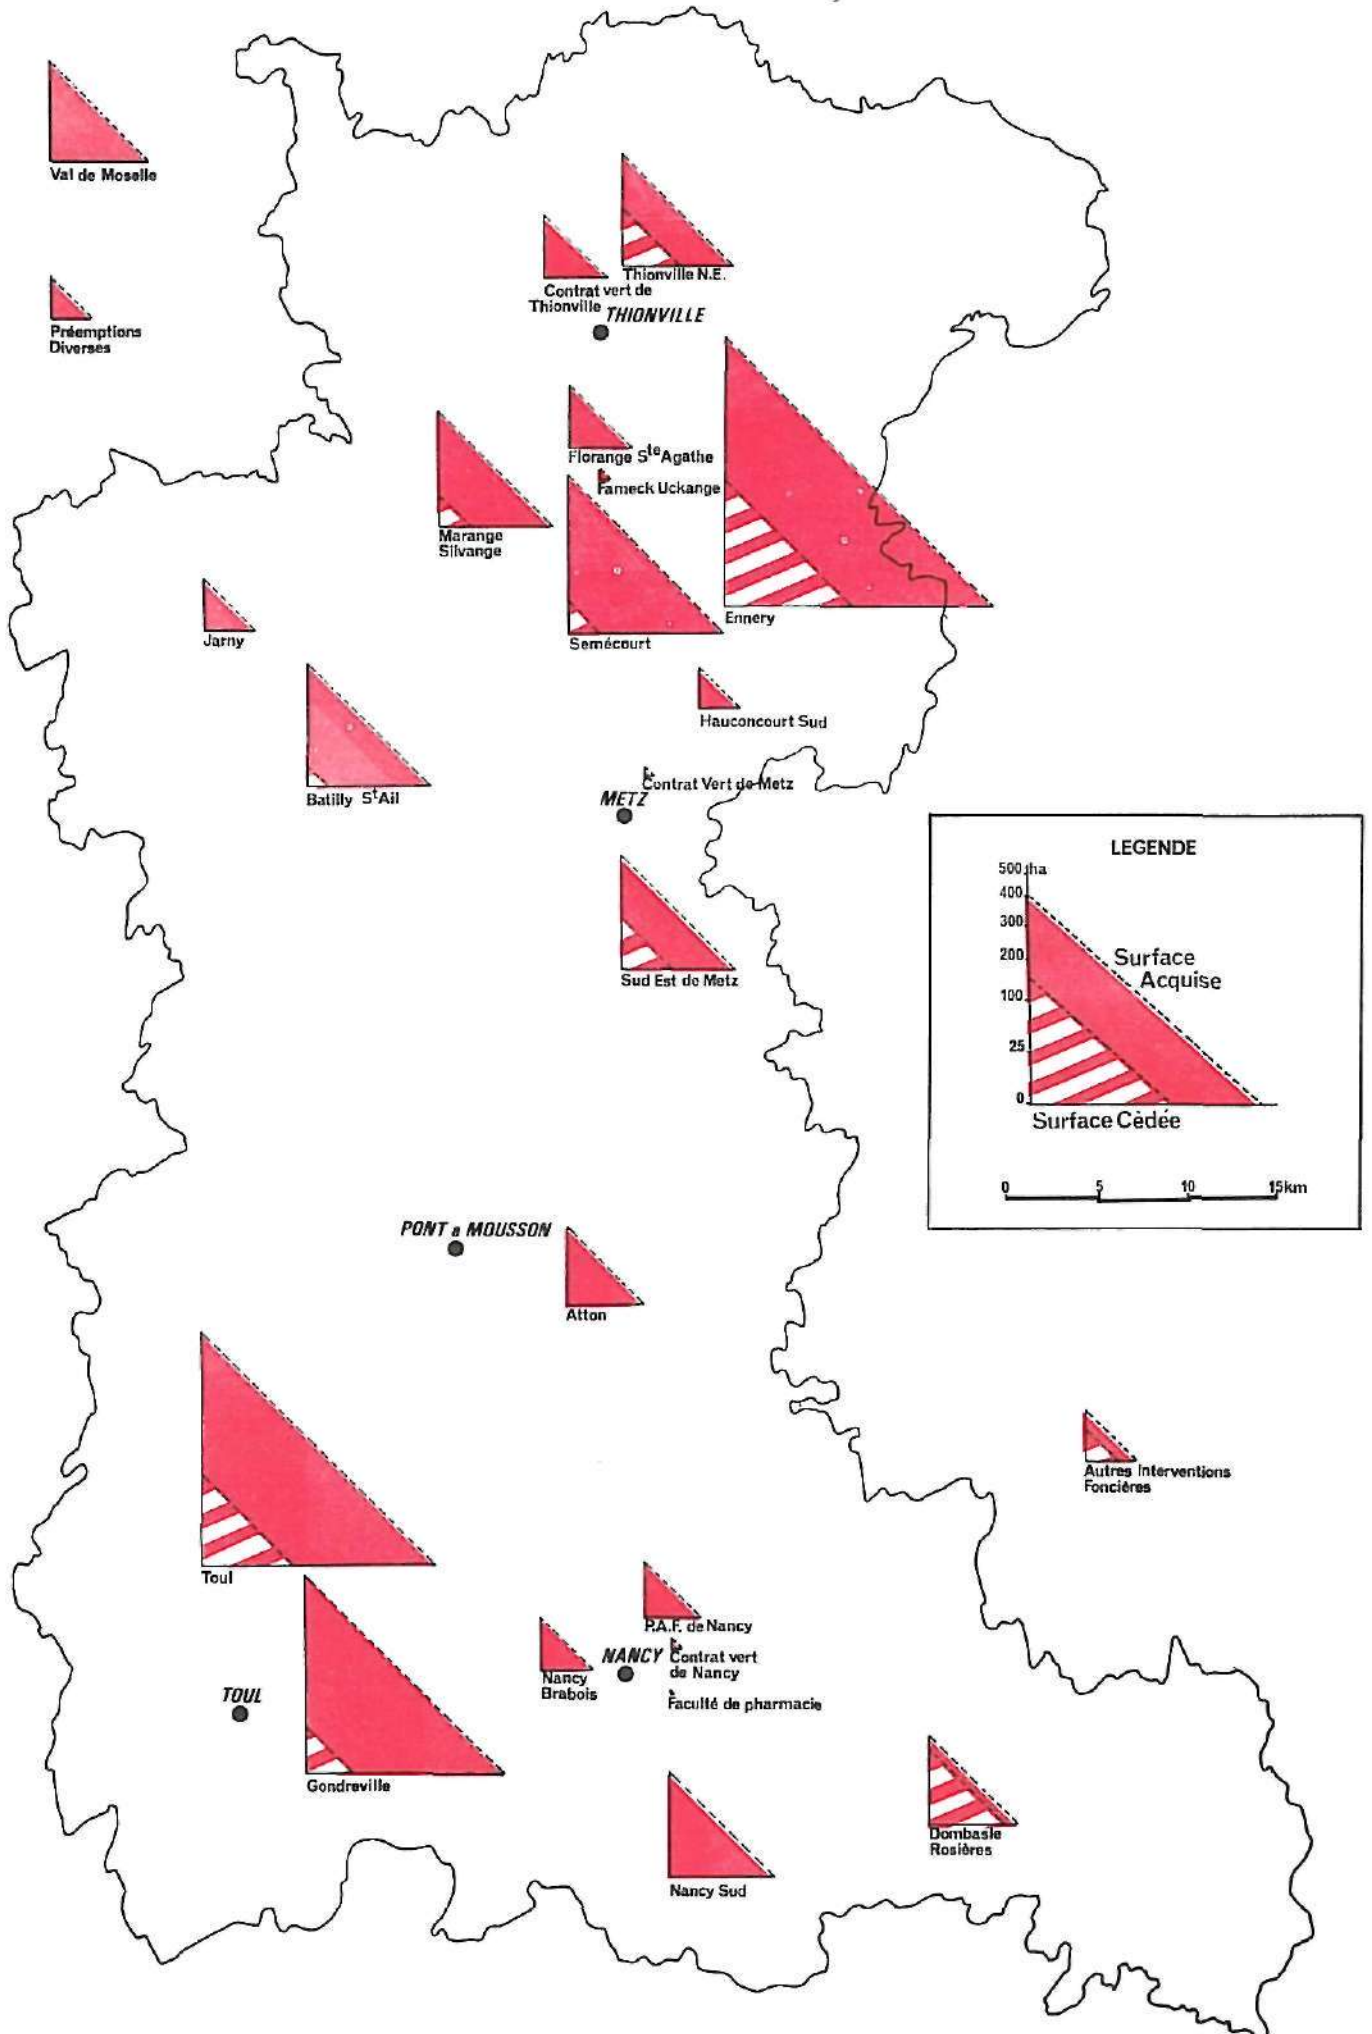 Val de Moselle
Thionville N.E.
Contrat vert de
Thionville
THIONVILLE
Préemptions
Diverses
Florange Ste Agathe
Fameck Uckange
Marange
Silvange
Ennery
Jarny
Semécourt
Hauconcourt Sud
Batilly St Ail
Contrat Vert de Metz
METZ
LEGENDE
500 ha
400
300
200
100
25
0
Surface
Acquise
Surface Cèdée
0 5 10 15km
Sud Est de Metz
PONT a MOUSSON
Atton
Autres Interventions
Foncières
Toul
P.A.F. de Nancy
NANCY
Contrat vert
de Nancy
Nancy
Brabois
Faculté de pharmacie
TOUL
Gondreville
Dombasle
Rosières
Nancy Sud